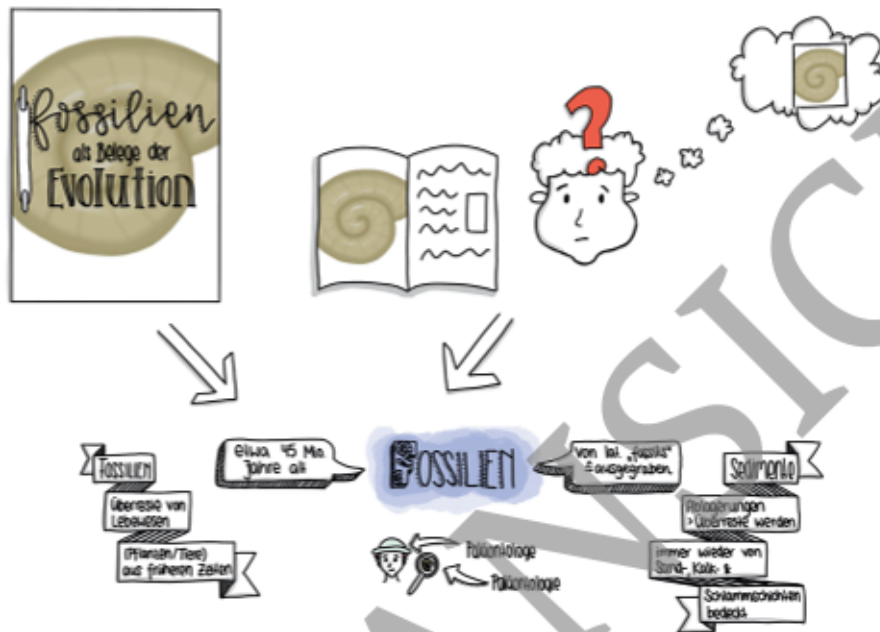 Fossilien
als Belege der
Evolution
?
etwa 45 Mio.
Jahre alt
FOSSILIEN
von lat. „fossilis“
=ausgegraben
FOSSILIEN
Überreste von
Lebewesen
(Pflanzen/Tiere)
aus früheren Zeiten
Paläontologe
Paläontologie
Sedimente
Ablagerungen
>Überreste werden
immer wieder von
Sand-, Kalk- &
Schlammschichten
bedeckt